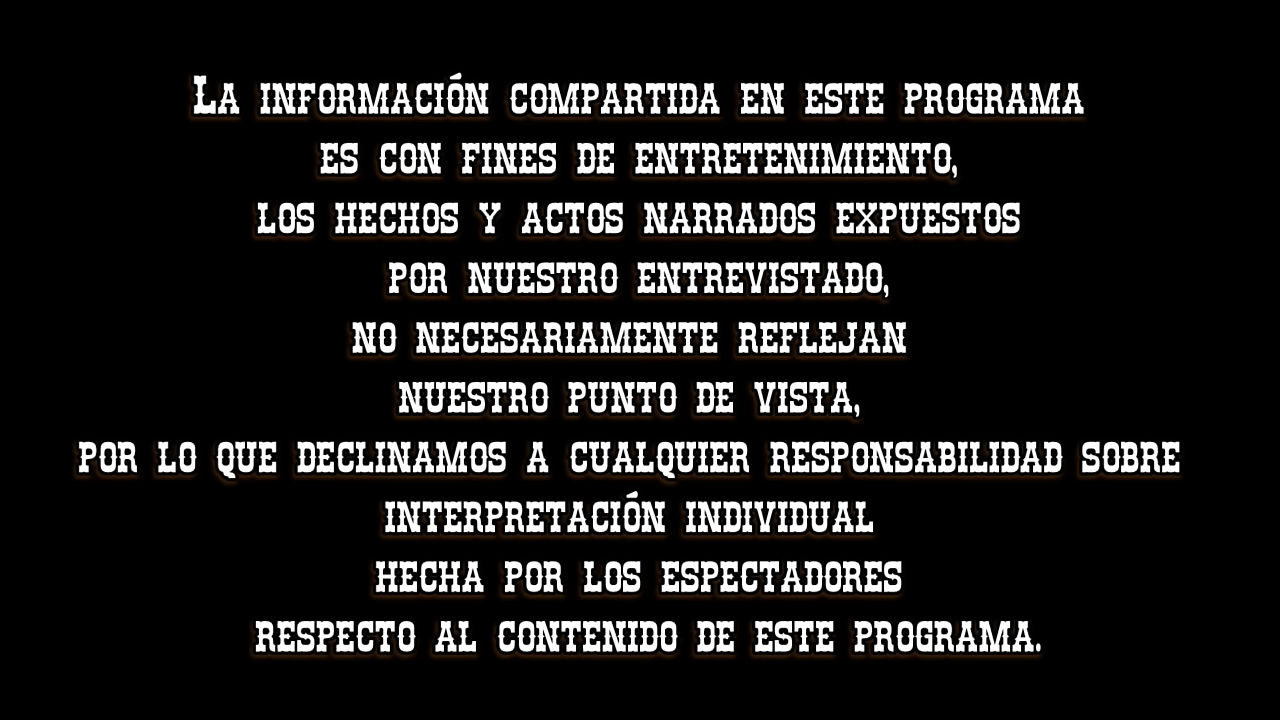 La información compartida en este programa
es con fines de entretenimiento,
los hechos y actos narrados expuestos
por nuestro entrevistado,
no necesariamente reflejan
nuestro punto de vista,
por lo que declinamos a cualquier responsabilidad sobre
interpretación individual
hecha por los espectadores
respecto al contenido de este programa.